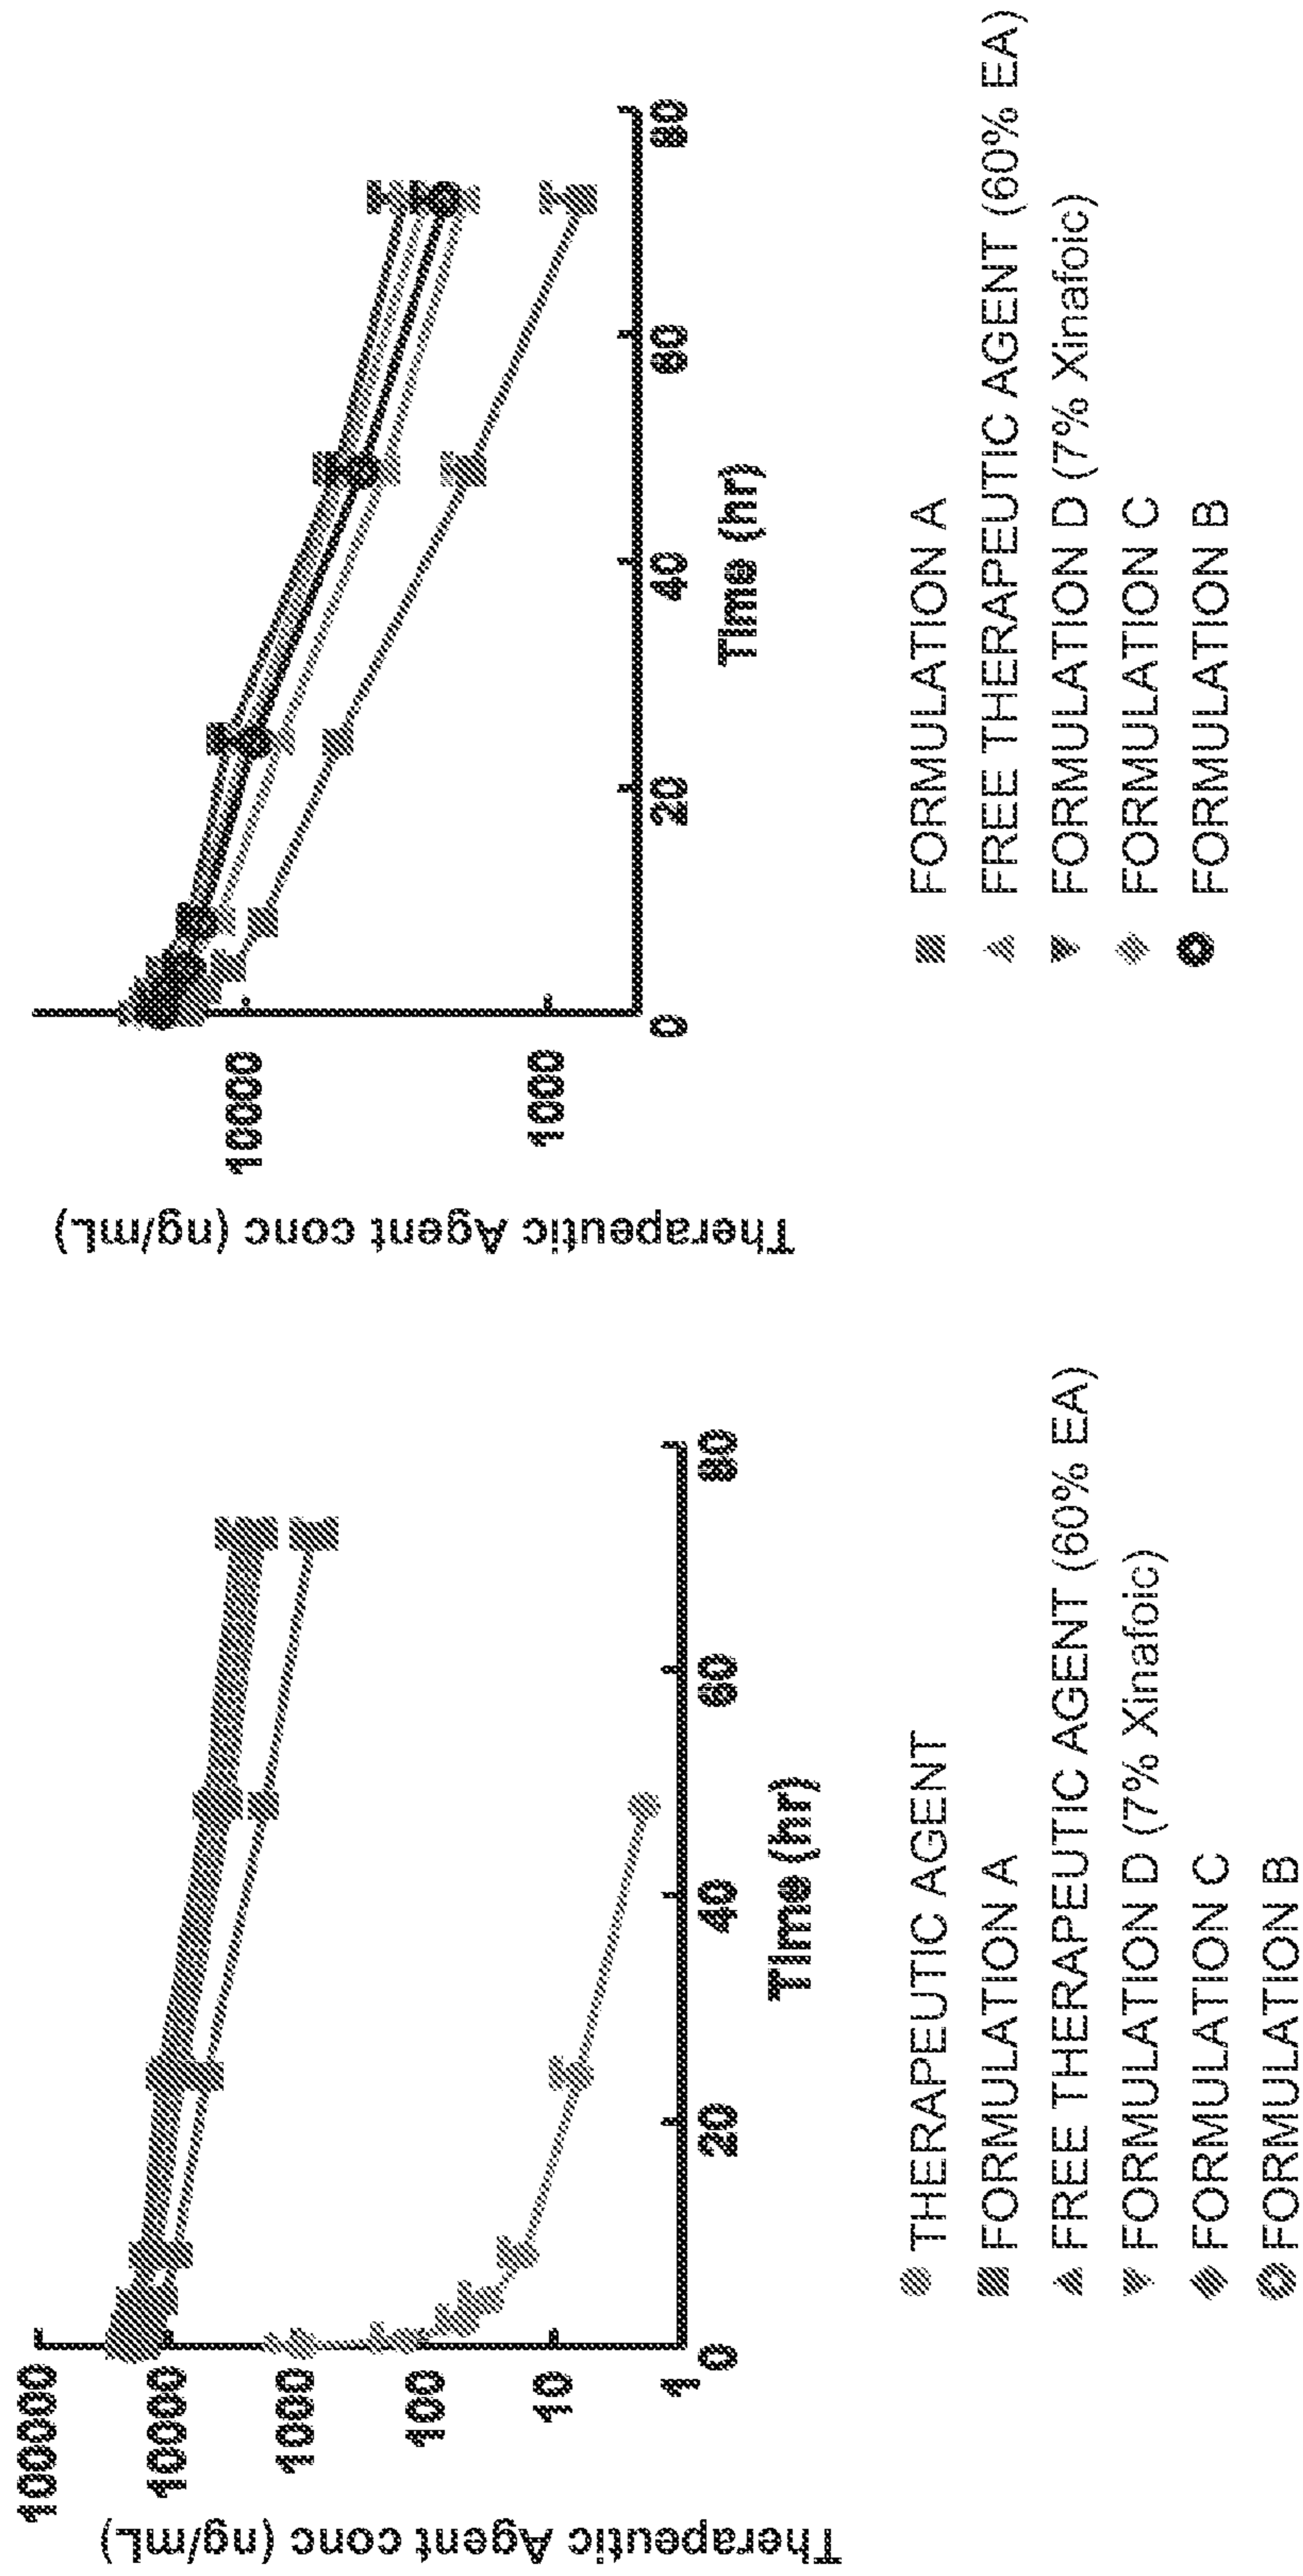 Therapeutic Agent conc (ng/mL)
100000
10000
1000
100
10
1
0
20
40
60
80
Time (hr)
THERAPEUTIC AGENT
FORMULATION A
FREE THERAPEUTIC AGENT (60% EA)
FORMULATION D (7% Xinafoic)
FORMULATION C
FORMULATION B
Therapeutic Agent conc (ng/mL)
10000
1000
0
20
40
60
80
Time (hr)
FORMULATION A
FREE THERAPEUTIC AGENT (60% EA)
FORMULATION D (7% Xinafoic)
FORMULATION C
FORMULATION B